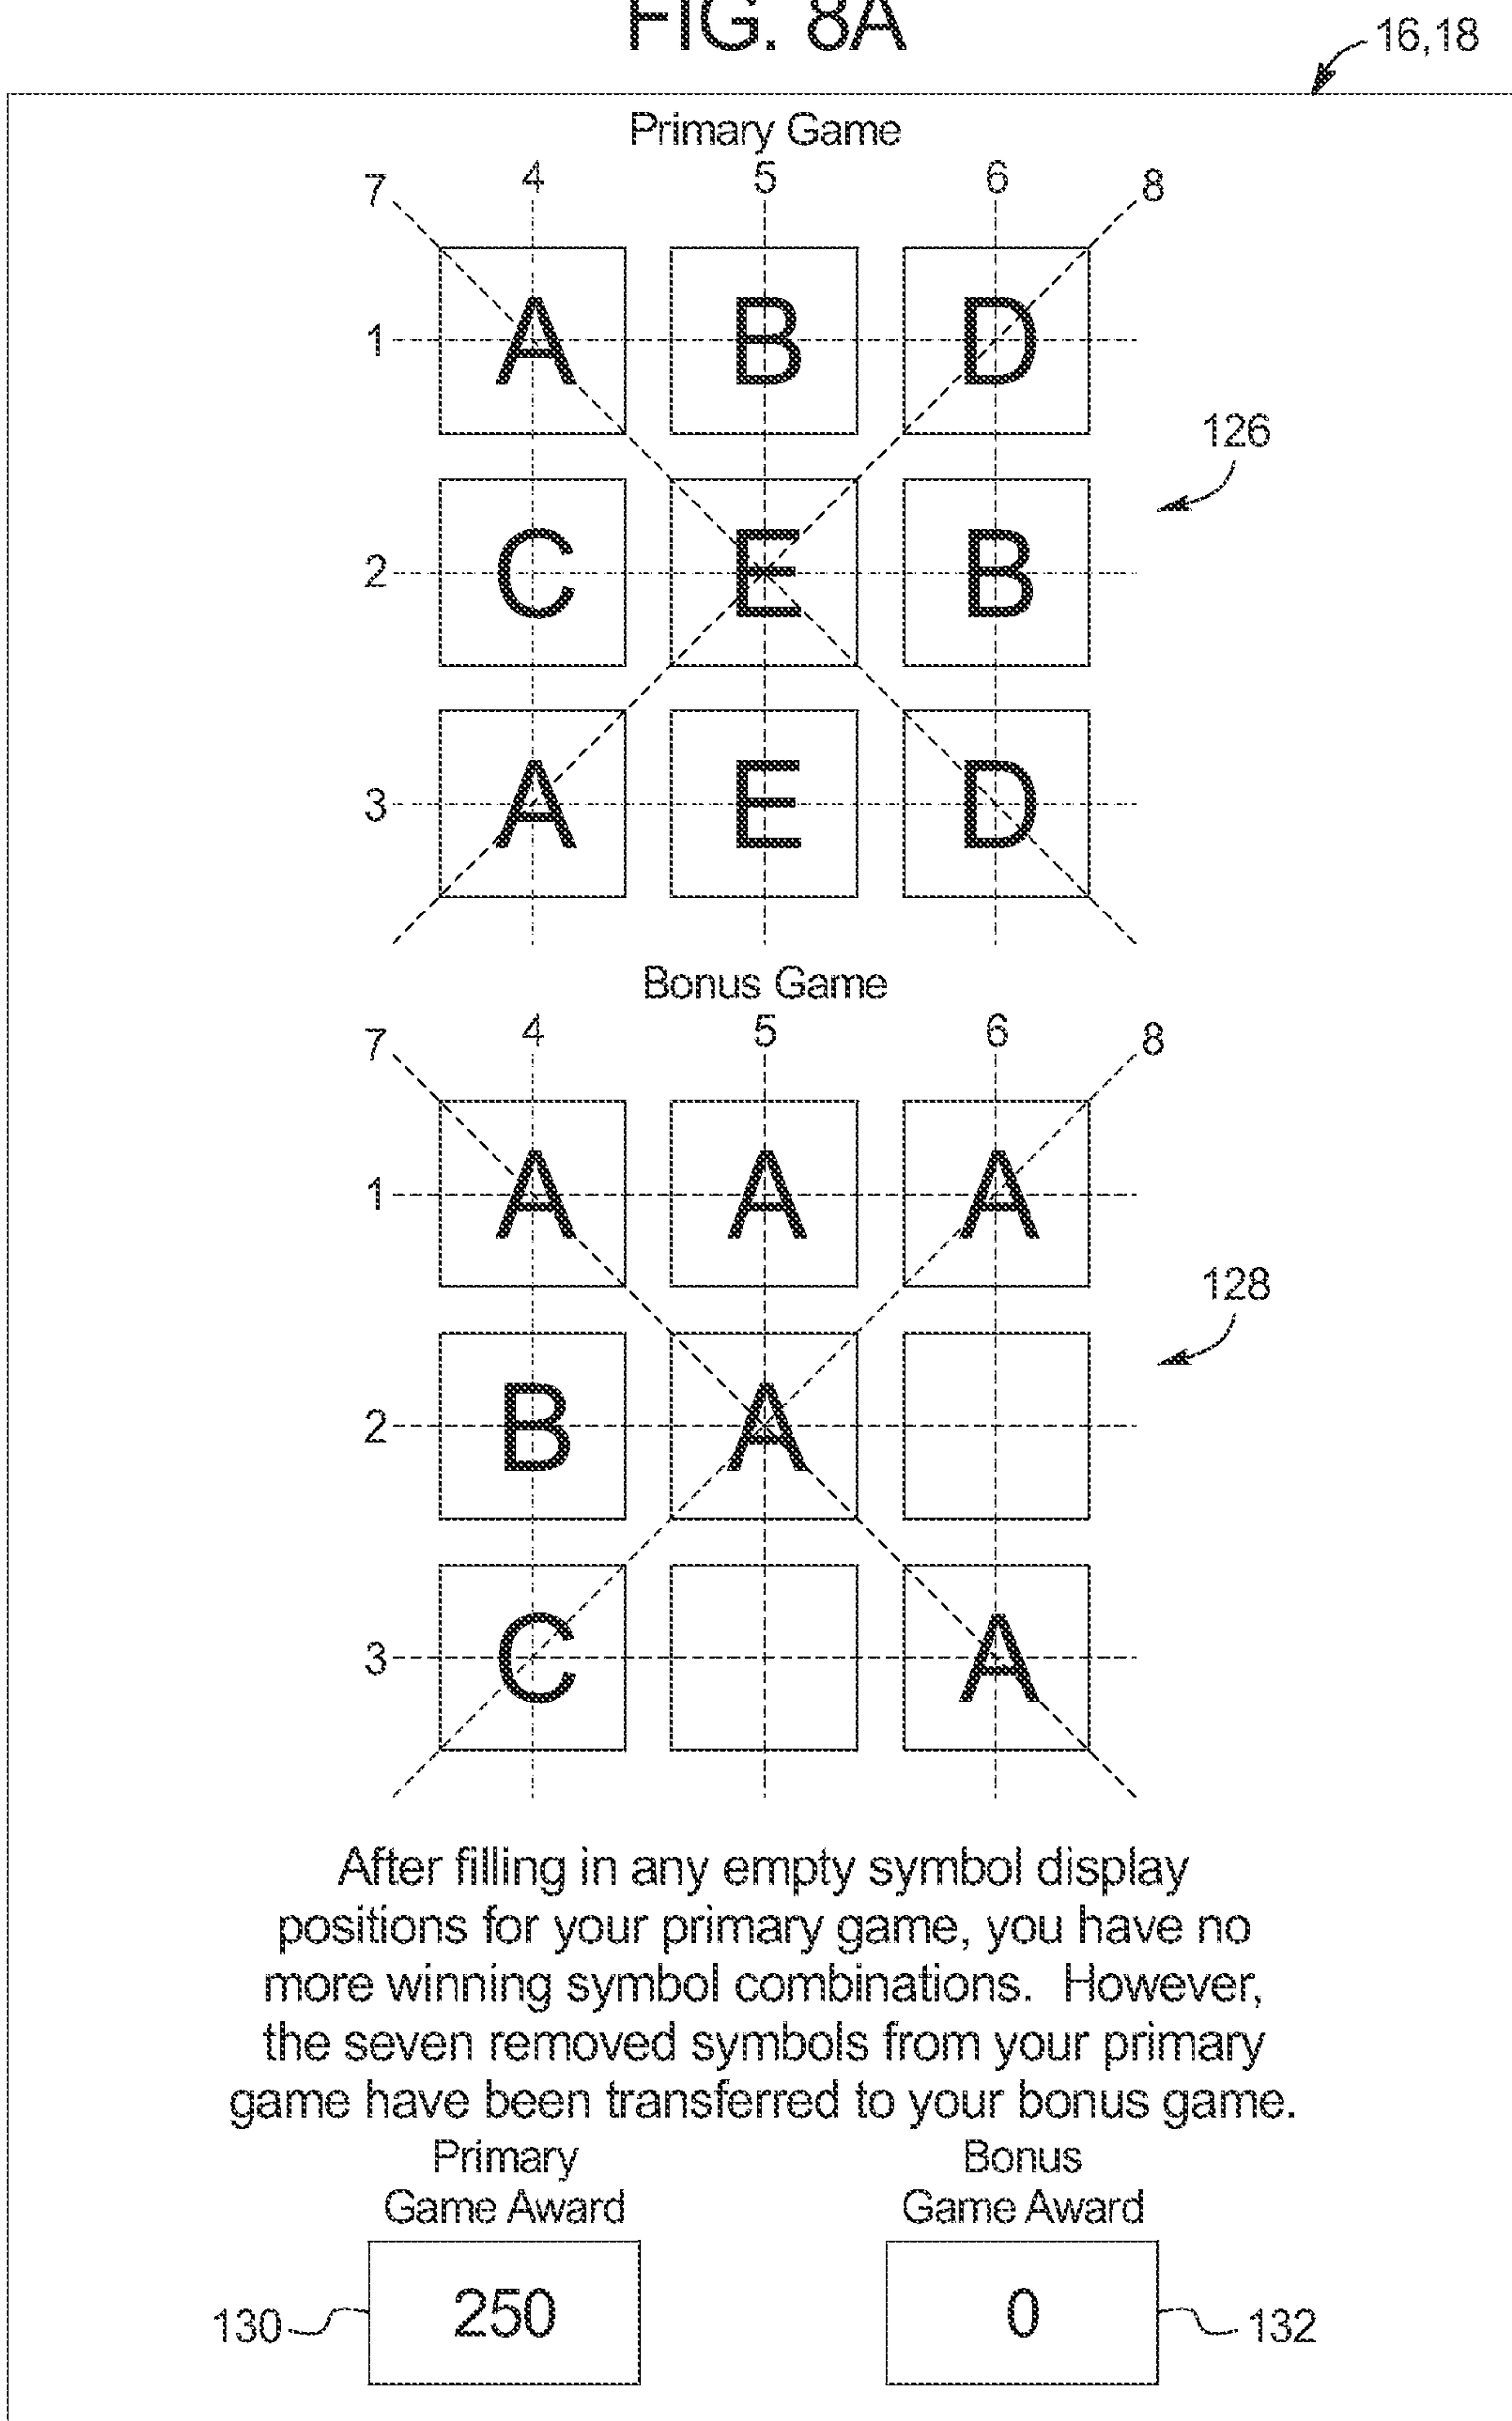 FIG. 8A
16,18
Primary Game
7 4 5 6 8
1 A B D
126
2 C E B
3 A E D
Bonus Game
7 4 5 6 8
1 A A A
128
2 B A
3 C A
After filling in any empty symbol display
positions for your primary game, you have no
more winning symbol combinations. However,
the seven removed symbols from your primary
game have been transferred to your bonus game.
Primary Bonus
Game Award Game Award
130 250 0 132